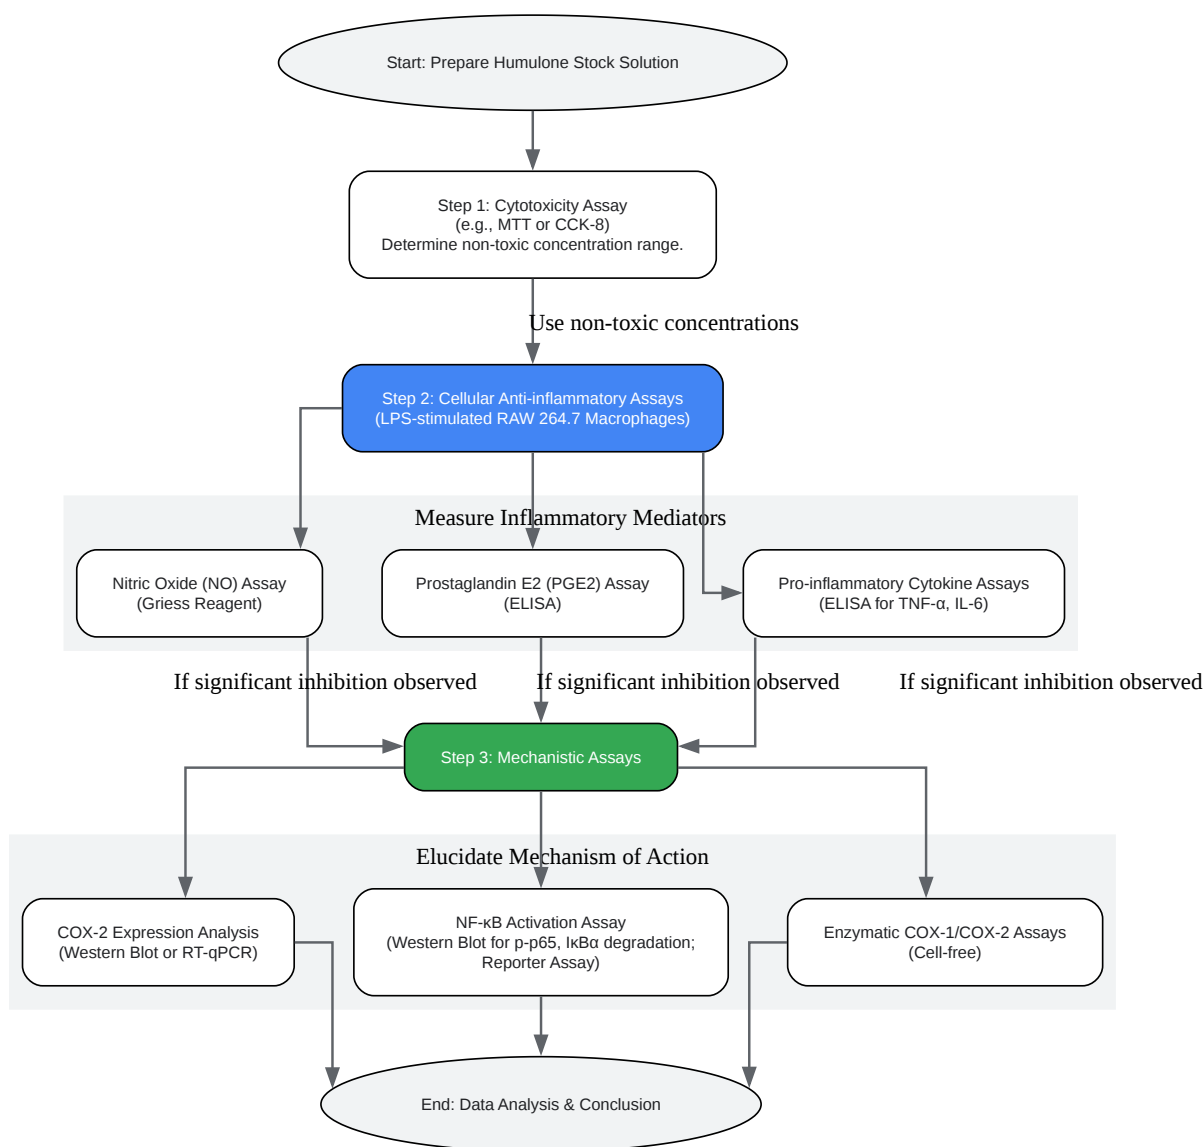 Start: Prepare Humulone Stock Solution
Step 1: Cytotoxicity Assay
(e.g., MTT or CCK-8)
Determine non-toxic concentration range.
Use non-toxic concentrations
Step 2: Cellular Anti-inflammatory Assays
(LPS-stimulated RAW 264.7 Macrophages)
Measure Inflammatory Mediators
Nitric Oxide (NO) Assay
(Griess Reagent)
Prostaglandin E2 (PGE2) Assay
(ELISA)
Pro-inflammatory Cytokine Assays
(ELISA for TNF-α, IL-6)
If significant inhibition observed
If significant inhibition observed
If significant inhibition observed
Step 3: Mechanistic Assays
Elucidate Mechanism of Action
COX-2 Expression Analysis
(Western Blot or RT-qPCR)
NF-κB Activation Assay
(Western Blot for p-p65, IκBα degradation;
Reporter Assay)
Enzymatic COX-1/COX-2 Assays
(Cell-free)
End: Data Analysis & Conclusion